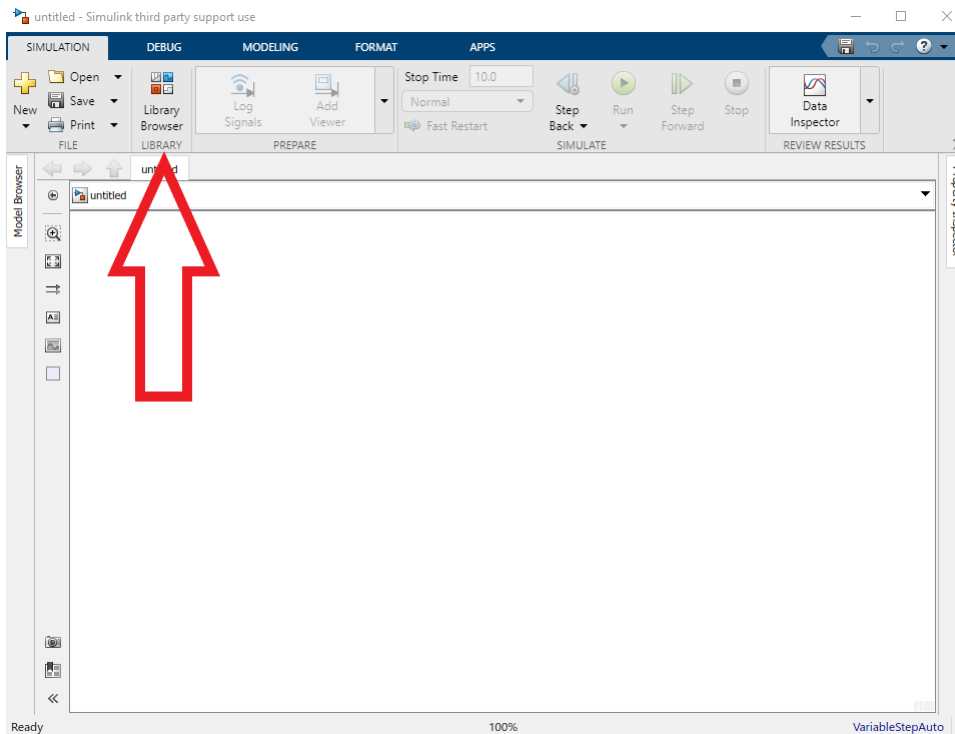 untitled - Simulink third party support use
SIMULATION DEBUG MODELING FORMAT APPS
New
Open
Save
Print
FILE
Library
Browser
LIBRARY
Log
Signals
Add
Viewer
PREPARE
Stop Time 10.0
Normal
Fast Restart
Step
Back
Run
Step
Forward
Stop
SIMULATE
Data
Inspector
REVIEW RESULTS
Model Browser
untitled
Property Inspector
Ready 100% VariableStepAuto